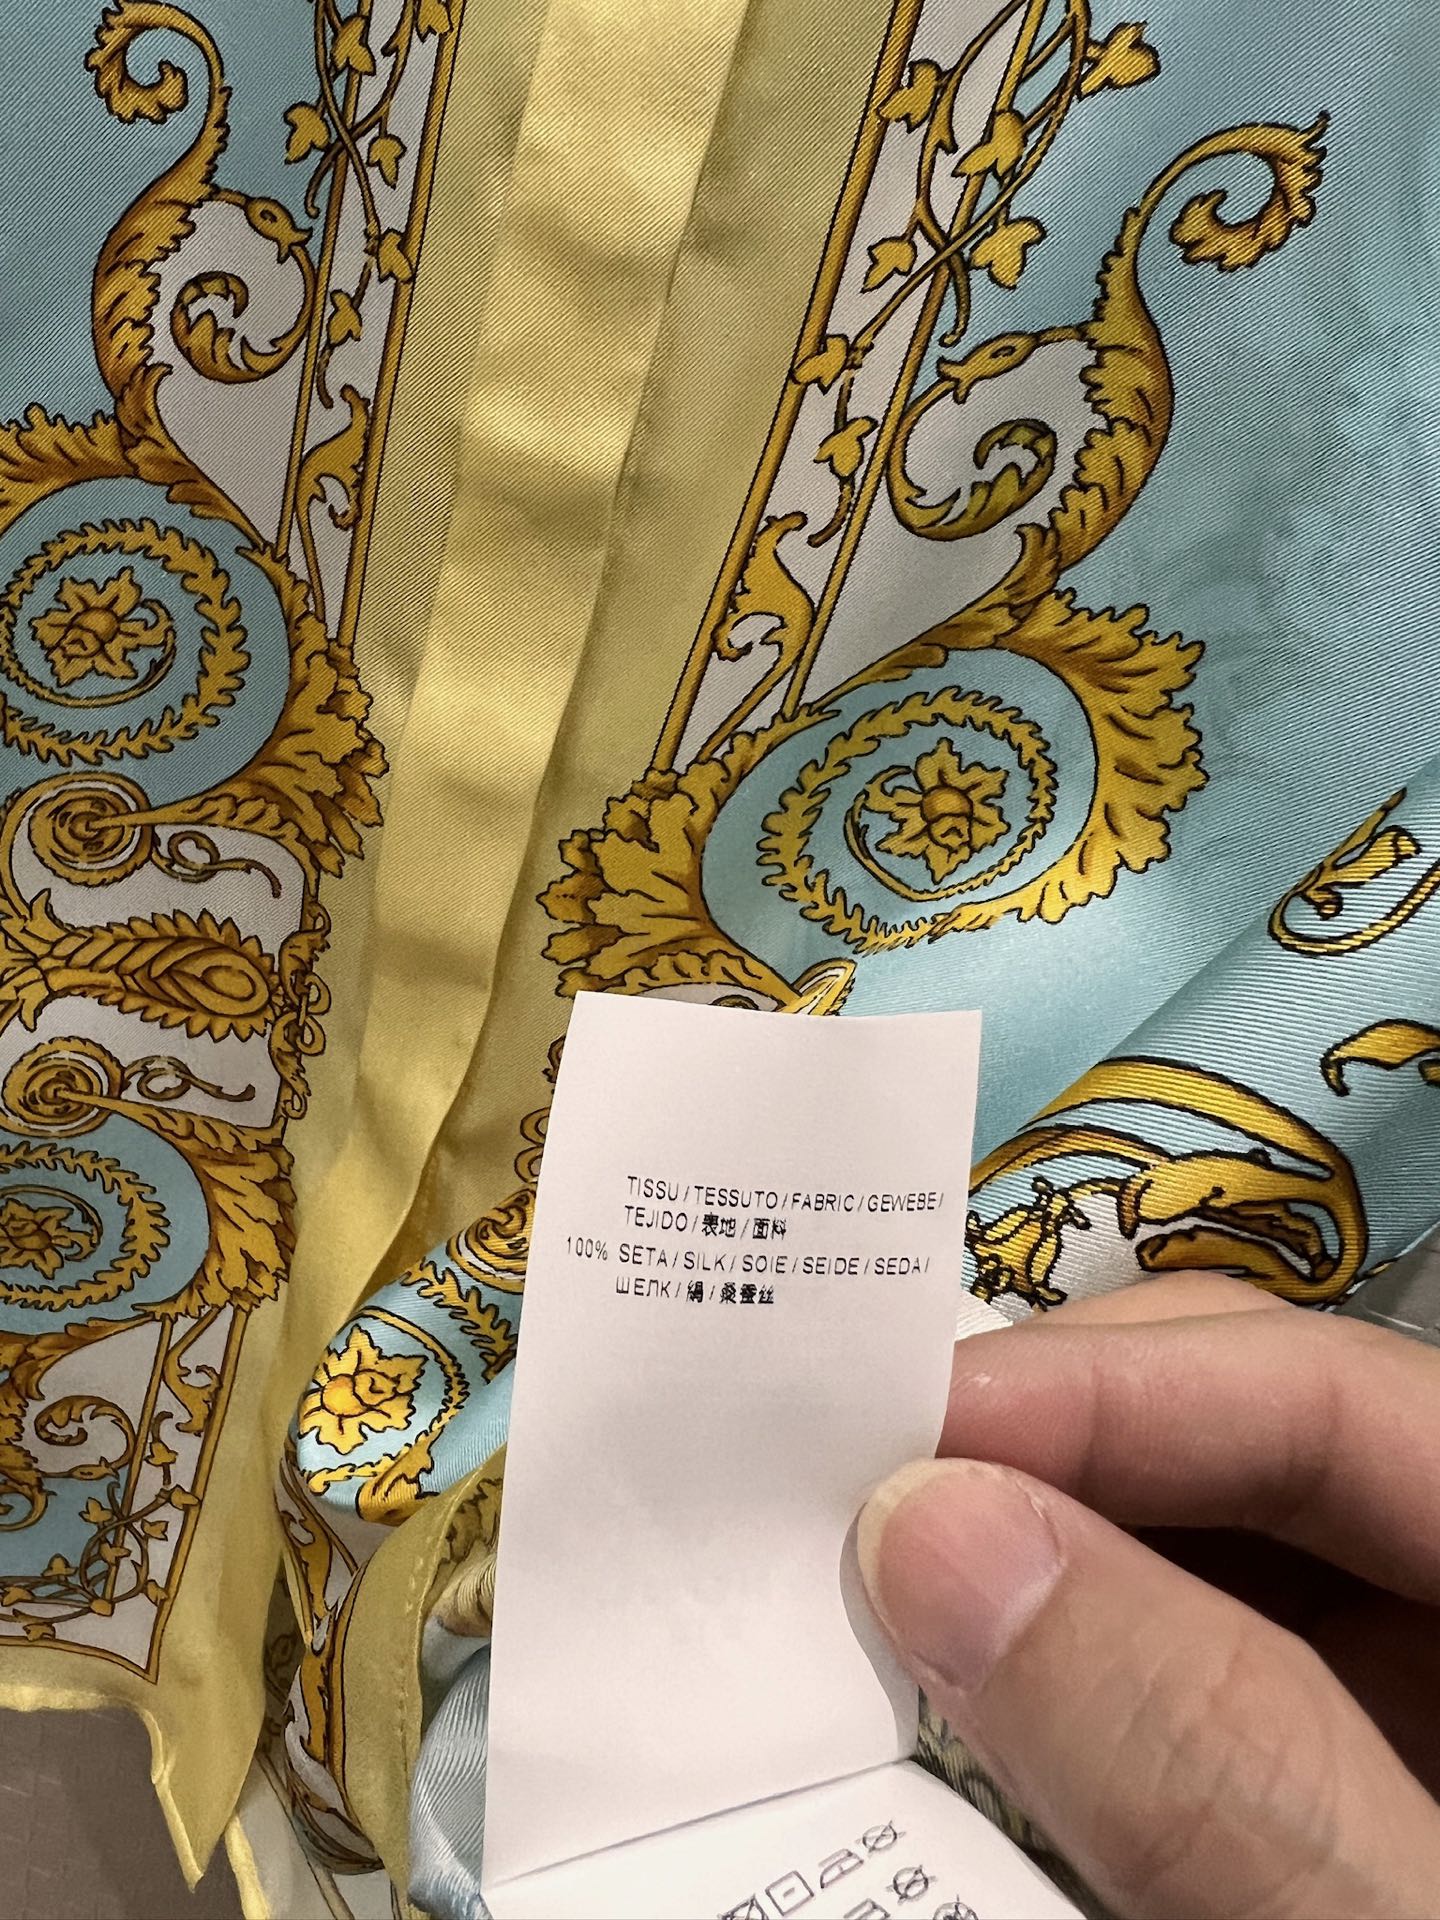 TISSU / TESSUTO / FABRIC / GEWEBE /
TEJIDO / 表地 / 面料
100% SETA / SILK / SOIE / SEIDE / SEDA /
ШЕЛК / 絹 / 桑蚕丝